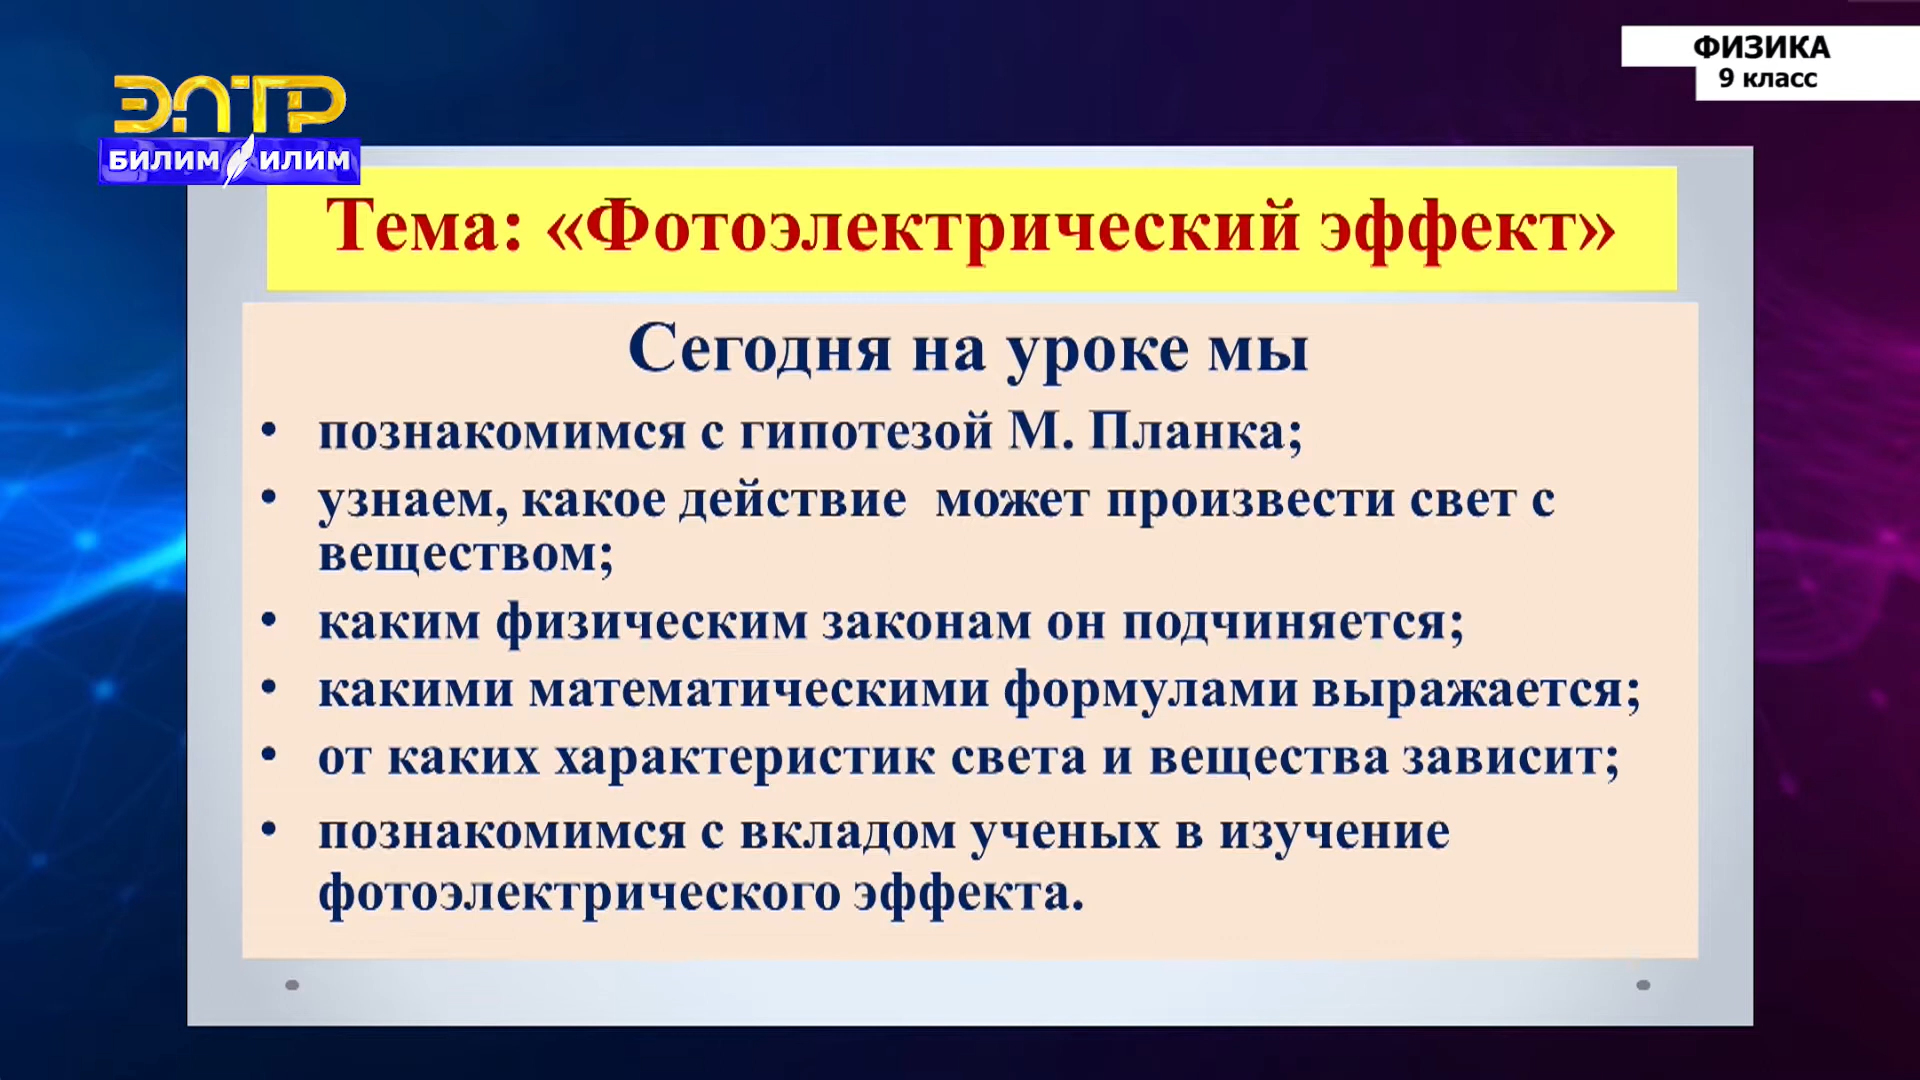 ФИЗИКА
9 класс
ЭЛТР
БИЛИМ ИЛИМ
Тема: «Фотоэлектрический эффект»
Сегодня на уроке мы
• познакомимся с гипотезой М. Планка;
• узнаем, какое действие может произвести свет с
веществом;
• каким физическим законам он подчиняется;
• какими математическими формулами выражается;
• от каких характеристик света и вещества зависит;
• познакомимся с вкладом ученых в изучение
фотоэлектрического эффекта.